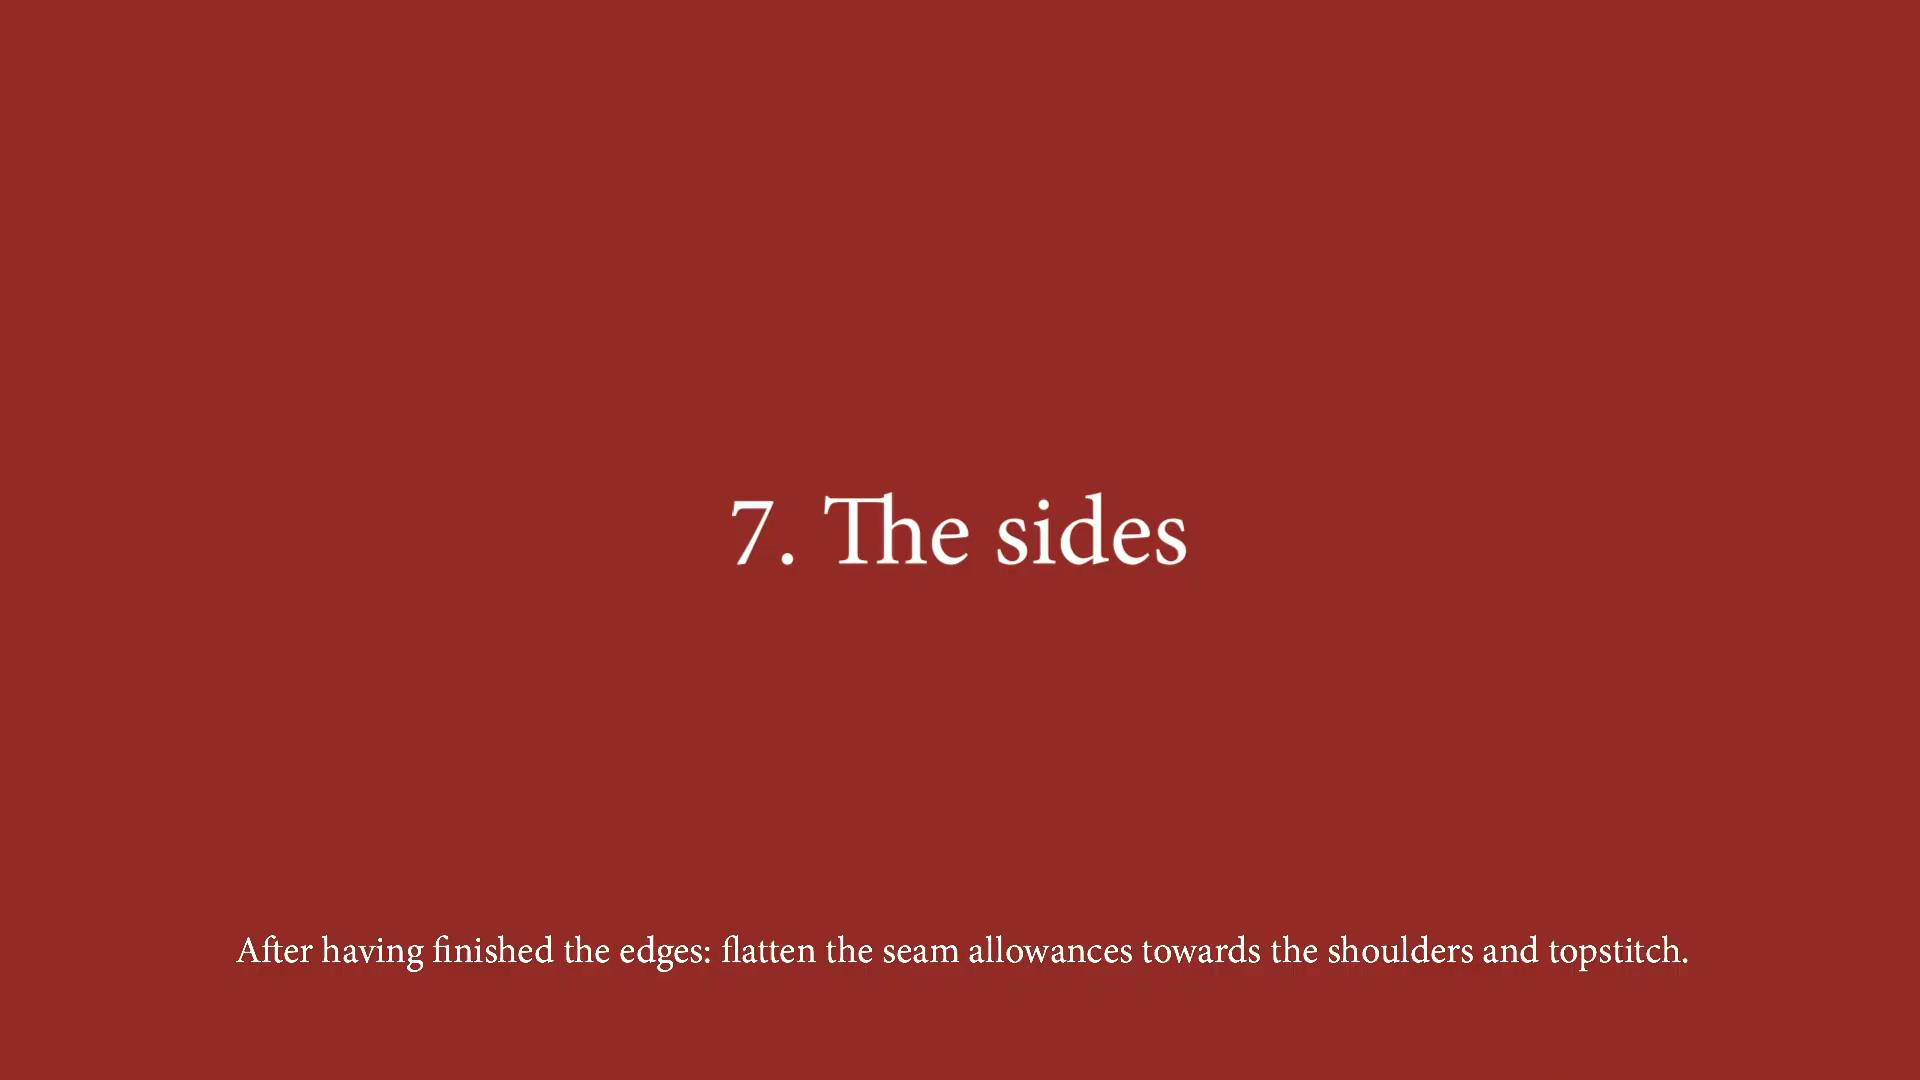 7. The sides
After having finished the edges: flatten the seam allowances towards the shoulders and topstitch.